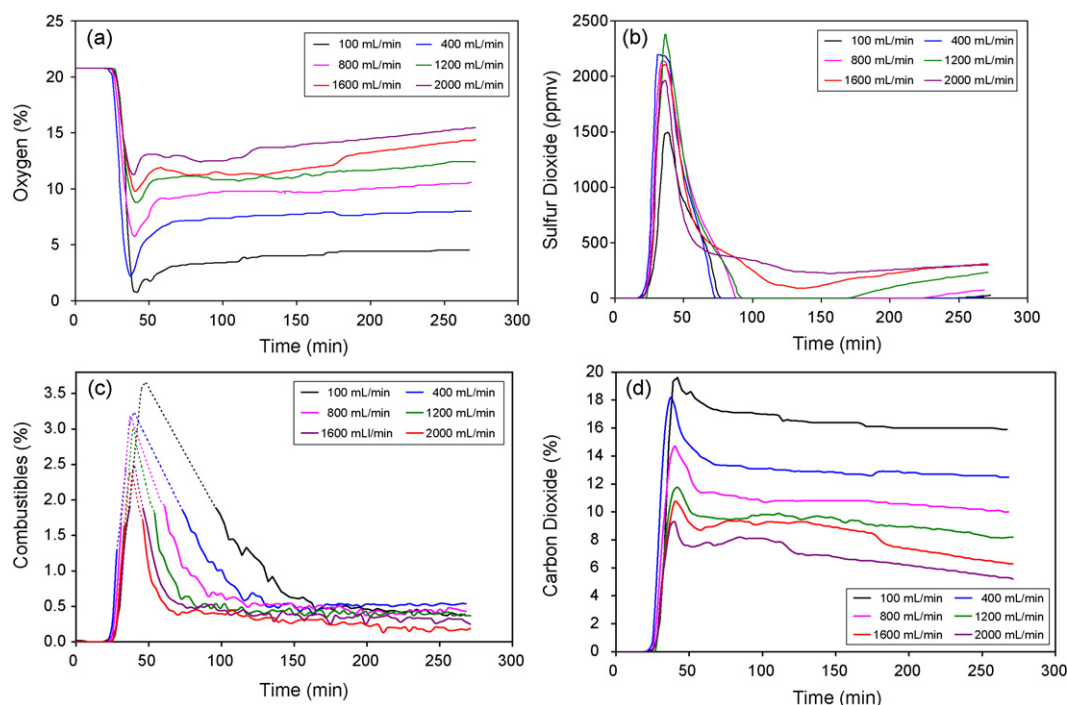 (a)
100 mL/min 400 mL/min
800 mL/min 1200 mL/min
1600 mL/min 2000 mL/min
25
20
15
10
5
0
Oxygen (%)
0 50 100 150 200 250 300
Time (min)
(b)
100 mL/min 400 mL/min
800 mL/min 1200 mL/min
1600 mL/min 2000 mL/min
2500
2000
1500
1000
500
0
Sulfur Dioxide (ppmv)
0 50 100 150 200 250 300
Time (min)
(c)
100 mL/min 400 mL/min
800 mL/min 1200 mL/min
1600 mLl/min 2000 mL/min
3.5
3.0
2.5
2.0
1.5
1.0
0.5
0.0
Combustibles (%)
0 50 100 150 200 250 300
Time (min)
(d)
20
18
16
14
12
10
8
6
4
2
0
Carbon Dioxide (%)
100 mL/min 400 mL/min
800 mL/min 1200 mL/min
1600 mL/min 2000 mL/min
0 50 100 150 200 250 300
Time (min)